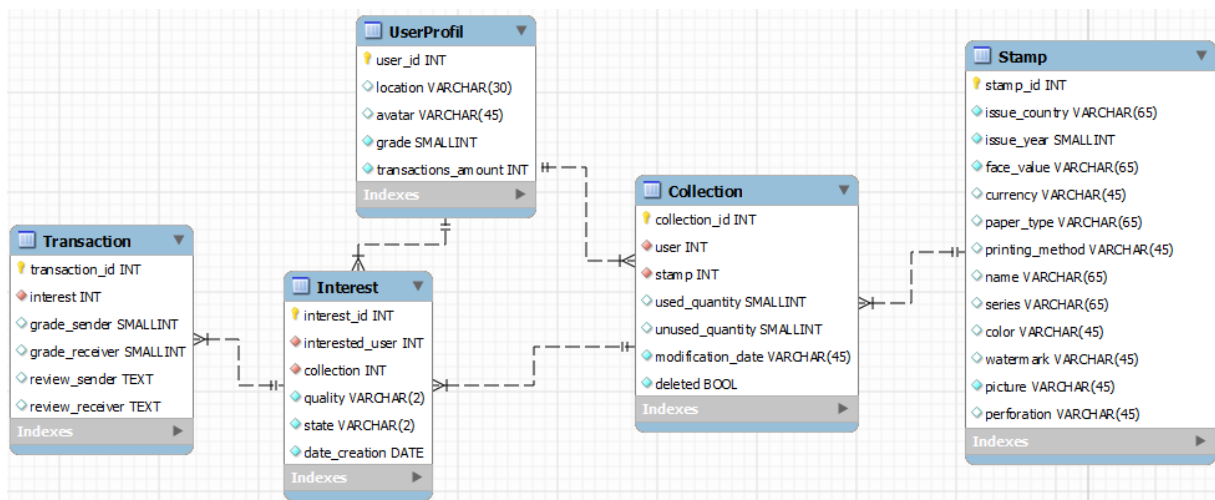 UserProfil
user_id INT
location VARCHAR(30)
avatar VARCHAR(45)
grade SMALLINT
transactions_amount INT
Indexes
Stamp
stamp_id INT
issue_country VARCHAR(65)
issue_year SMALLINT
face_value VARCHAR(65)
currency VARCHAR(45)
paper_type VARCHAR(65)
printing_method VARCHAR(45)
name VARCHAR(65)
series VARCHAR(65)
color VARCHAR(45)
watermark VARCHAR(45)
picture VARCHAR(45)
perforation VARCHAR(45)
Indexes
Collection
collection_id INT
user INT
stamp INT
used_quantity SMALLINT
unused_quantity SMALLINT
modification_date VARCHAR(45)
deleted BOOL
Indexes
Transaction
transaction_id INT
interest INT
grade_sender SMALLINT
grade_receiver SMALLINT
review_sender TEXT
review_receiver TEXT
Indexes
Interest
interest_id INT
interested_user INT
collection INT
quality VARCHAR(2)
state VARCHAR(2)
date_creation DATE
Indexes